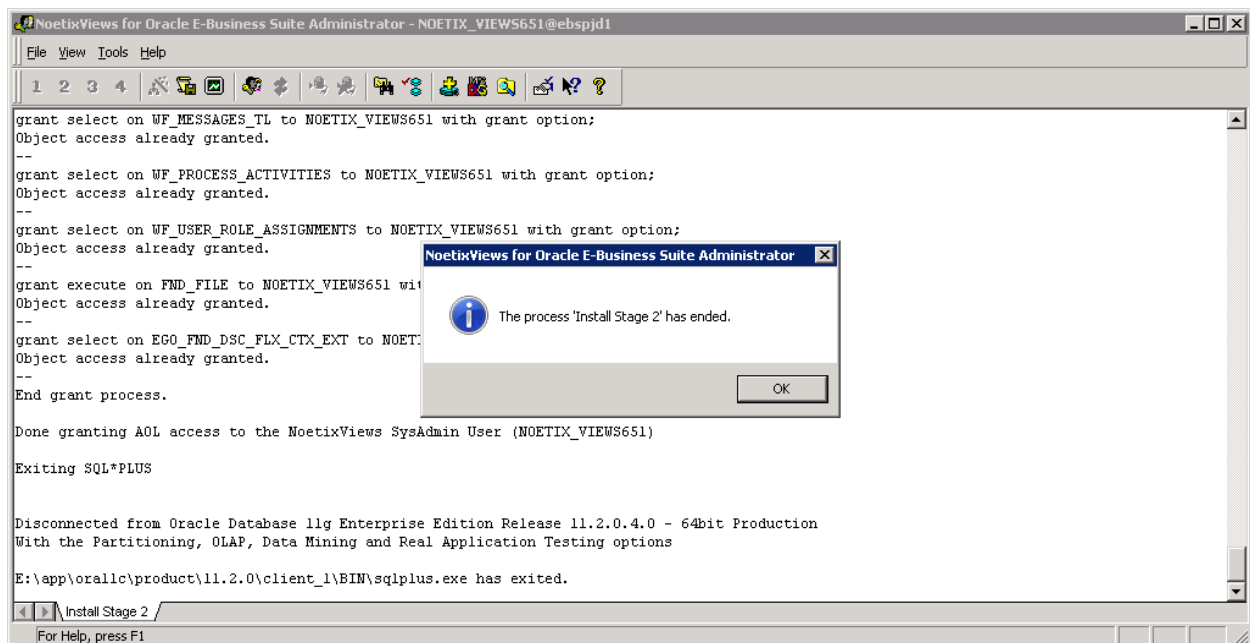 NoetixViews for Oracle E-Business Suite Administrator - NOETIX_VIEWS651@ebspjd1
File View Tools Help
1 2 3 4
grant select on WF_MESSAGES_TL to NOETIX_VIEWS651 with grant option;
Object access already granted.
--
grant select on WF_PROCESS_ACTIVITIES to NOETIX_VIEWS651 with grant option;
Object access already granted.
--
grant select on WF_USER_ROLE_ASSIGNMENTS to NOETIX_VIEWS651 with grant option;
Object access already granted.
--
grant execute on FND_FILE to NOETIX_VIEWS651 wit
Object access already granted.
--
grant select on EGO_FND_DSC_FLX_CTX_EXT to NOETI
Object access already granted.
--
End grant process.
Done granting AOL access to the NoetixViews SysAdmin User (NOETIX_VIEWS651)
Exiting SQL*PLUS
Disconnected from Oracle Database 11g Enterprise Edition Release 11.2.0.4.0 - 64bit Production
With the Partitioning, OLAP, Data Mining and Real Application Testing options
E:\app\orallc\product\11.2.0\client_1\BIN\sqlplus.exe has exited.
NoetixViews for Oracle E-Business Suite Administrator
The process 'Install Stage 2' has ended.
OK
Install Stage 2
For Help, press F1